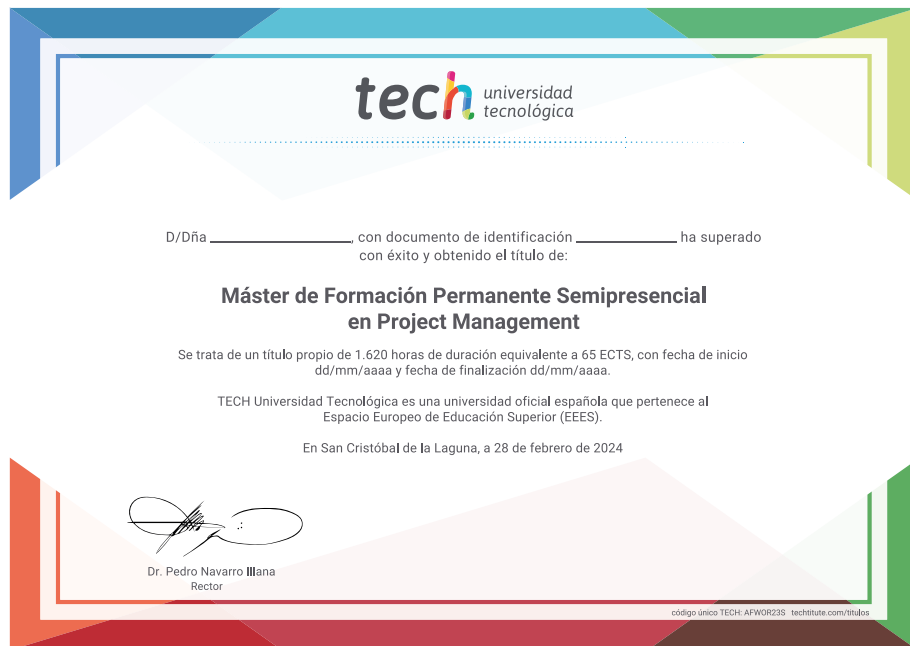 tech universidad
tecnológica
D/Dña ______________, con documento de identificación __________ ha superado
con éxito y obtenido el título de:
Máster de Formación Permanente Semipresencial
en Project Management
Se trata de un título propio de 1.620 horas de duración equivalente a 65 ECTS, con fecha de inicio
dd/mm/aaaa y fecha de finalización dd/mm/aaaa.
TECH Universidad Tecnológica es una universidad oficial española que pertenece al
Espacio Europeo de Educación Superior (EEES).
En San Cristóbal de la Laguna, a 28 de febrero de 2024
Dr. Pedro Navarro Illana
Rector
código único TECH: AFWOR23S techtitute.com/titulos